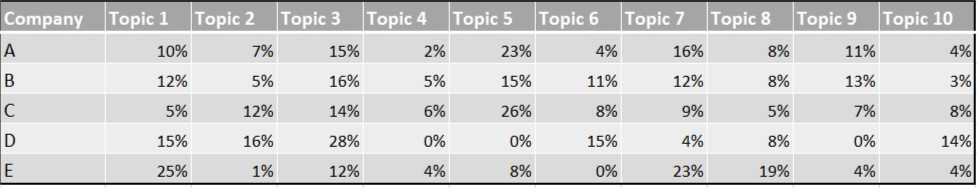 Company Topic 1 Topic 2 Topic 3 Topic 4 Topic 5 Topic 6 Topic 7 Topic 8 Topic 9 Topic 10
A 10% 7% 15% 2% 23% 4% 16% 8% 11% 4%
B 12% 5% 16% 5% 15% 11% 12% 8% 13% 3%
C 5% 12% 14% 6% 26% 8% 9% 5% 7% 8%
D 15% 16% 28% 0% 0% 15% 4% 8% 0% 14%
E 25% 1% 12% 4% 8% 0% 23% 19% 4% 4%